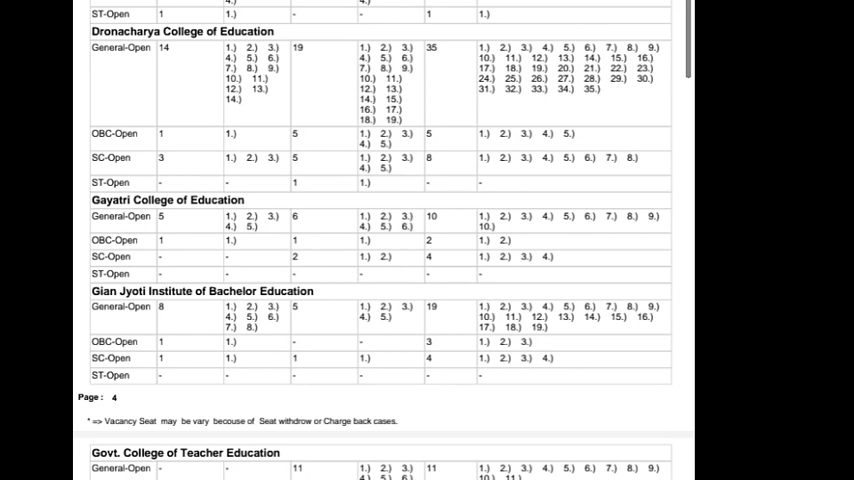 ST-Open 1 1.) - - 1 1.)
Dronacharya College of Education
General-Open 14 1.) 2.) 3.) 19 1.) 2.) 3.) 35 1.) 2.) 3.) 4.) 5.) 6.) 7.) 8.) 9.)
4.) 5.) 6.) 4.) 5.) 6.) 10.) 11.) 12.) 13.) 14.) 15.) 16.)
7.) 8.) 9.) 7.) 8.) 9.) 17.) 18.) 19.) 20.) 21.) 22.) 23.)
10.) 11.) 10.) 11.) 24.) 25.) 26.) 27.) 28.) 29.) 30.)
12.) 13.) 12.) 13.) 31.) 32.) 33.) 34.) 35.)
14.) 14.) 15.)
16.) 17.)
18.) 19.)
OBC-Open 1 1.) 5 1.) 2.) 3.) 5 1.) 2.) 3.) 4.) 5.)
4.) 5.)
SC-Open 3 1.) 2.) 3.) 5 1.) 2.) 3.) 8 1.) 2.) 3.) 4.) 5.) 6.) 7.) 8.)
4.) 5.)
ST-Open - - 1 1.) - -
Gayatri College of Education
General-Open 5 1.) 2.) 3.) 6 1.) 2.) 3.) 10 1.) 2.) 3.) 4.) 5.) 6.) 7.) 8.) 9.)
4.) 5.) 4.) 5.) 6.) 10.)
OBC-Open 1 1.) 1 1.) 2 1.) 2.)
SC-Open - - 2 1.) 2.) 4 1.) 2.) 3.) 4.)
ST-Open - - - - - -
Gian Jyoti Institute of Bachelor Education
General-Open 8 1.) 2.) 3.) 5 1.) 2.) 3.) 19 1.) 2.) 3.) 4.) 5.) 6.) 7.) 8.) 9.)
4.) 5.) 6.) 4.) 5.) 10.) 11.) 12.) 13.) 14.) 15.) 16.)
7.) 8.) 17.) 18.) 19.)
OBC-Open 1 1.) - - 3 1.) 2.) 3.)
SC-Open 1 1.) 1 1.) 4 1.) 2.) 3.) 4.)
ST-Open - - - - - -
Page : 4
* => Vacancy Seat may be vary becouse of Seat withdrow or Charge back cases.
Govt. College of Teacher Education
General-Open - - 11 1.) 2.) 3.) 11 1.) 2.) 3.) 4.) 5.) 6.) 7.) 8.) 9.)
4.) 5.) 6.) 10.) 11.)